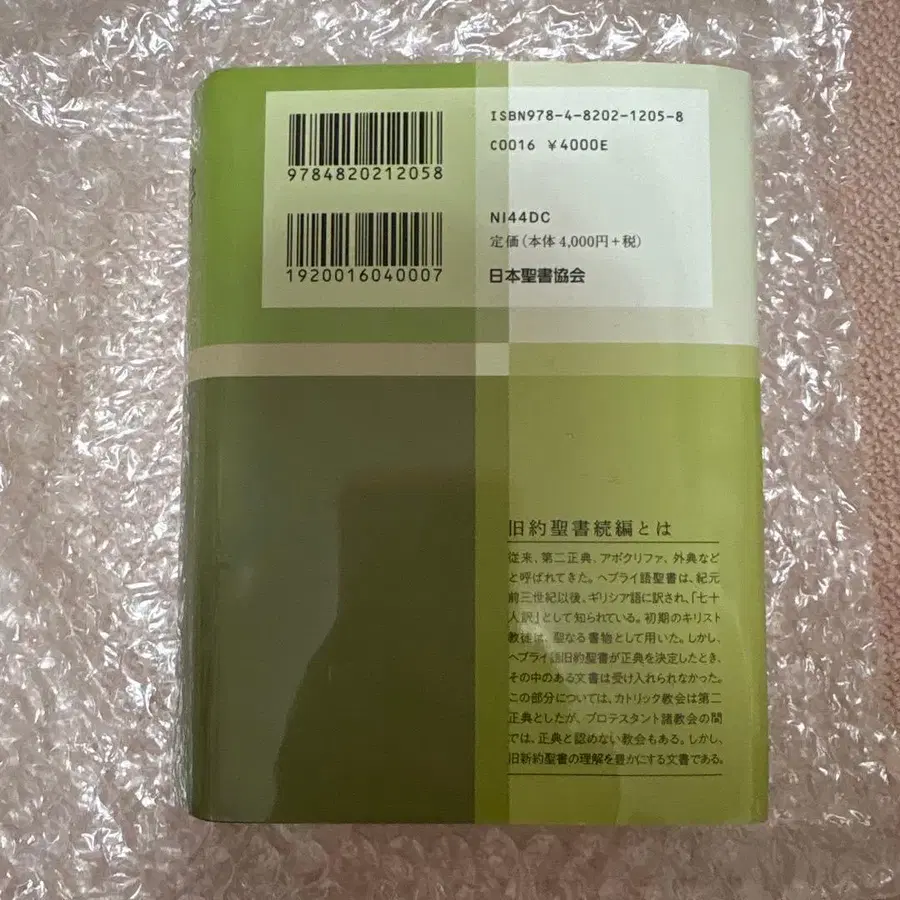 ISBN978-4-8202-1205-8
C0016 ¥4000E
9784820212058
NI44DC
定価(本体4,000円+税)
1920016040007
日本聖書協会
旧約聖書続編とは
従来、第二正典、アポクリファ、外典など
と呼ばれてきた。ヘブライ語聖書は、紀元
前三世紀以後、ギリシア語に訳され、「七十
人訳」として知られている。初期のキリスト
教徒は、聖なる書物として用いた。しかし、
ヘブライ語旧約聖書が正典を決定したとき、
その中のある文書は受け入れられなかった。
この部分については、カトリック教会は第二
正典としたが、プロテスタント諸教会の間
では、正典と認めない教会もある。しかし、
旧新約聖書の理解を豊かにする文書である。